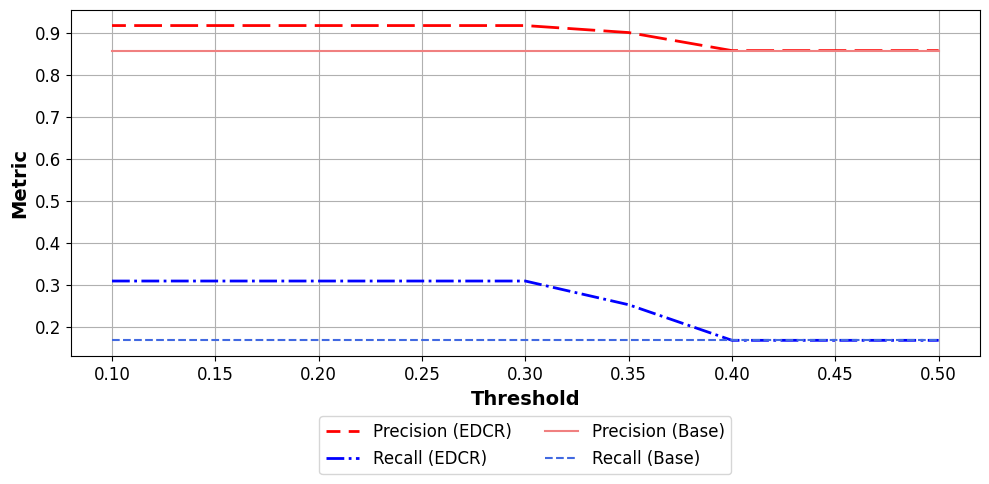 0.9
0.8
0.7
0.6
0.5
0.4
0.3
0.2
Metric
0.10 0.15 0.20 0.25 0.30 0.35 0.40 0.45 0.50
Threshold
Precision (EDCR) Precision (Base)
Recall (EDCR) Recall (Base)